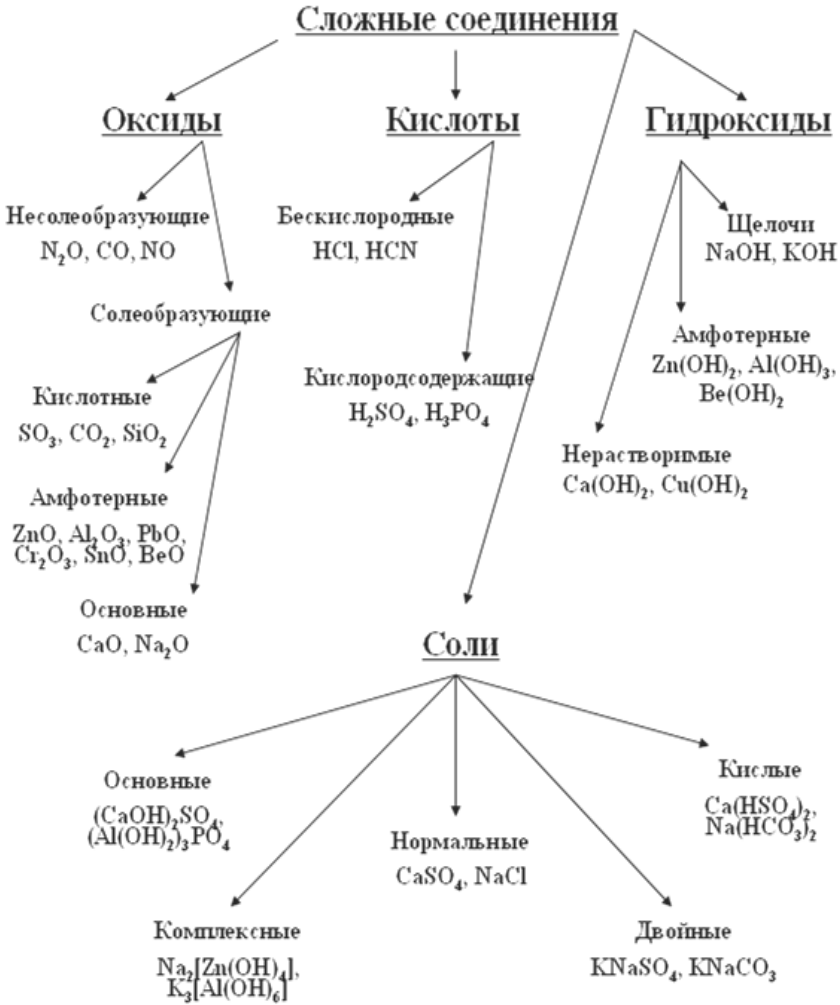 Сложные соединения
Оксиды
Кислоты
Гидроксиды
Несолеобразующие
N₂O, CO, NO
Бескислородные
HCl, HCN
Щелочи
NaOH, KOH
Солеобразующие
Амфотерные
Zn(OH)₂, Al(OH)₃,
Be(OH)₂
Кислотные
SO₃, CO₂, SiO₂
Кислородсодержащие
H₂SO₄, H₃PO₄
Нерастворимые
Ca(OH)₂, Cu(OH)₂
Амфотерные
ZnO, Al₂O₃, PbO,
Cr₂O₃, SnO, BeO
Основные
CaO, Na₂O
Соли
Основные
(CaOH)₂SO₄,
(Al(OH)₂)₃PO₄
Кислые
Ca(HSO₄)₂,
Na(HCO₃)₂
Нормальные
CaSO₄, NaCl
Комплексные
Na₂[Zn(OH)₄],
K₃[Al(OH)₆]
Двойные
KNaSO₄, KNaCO₃